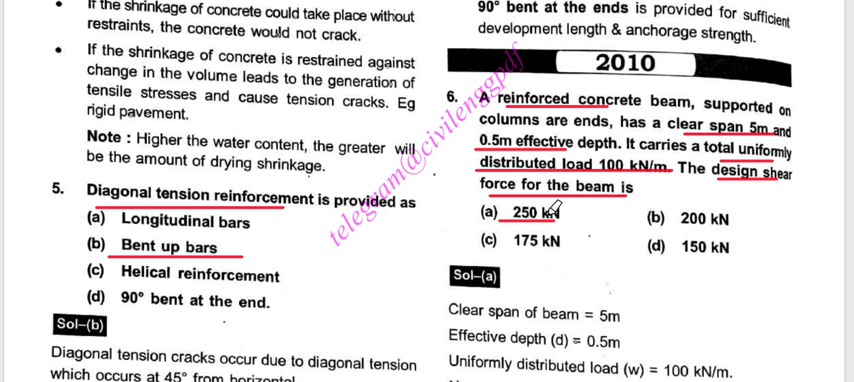 • If the shrinkage of concrete could take place without
restraints, the concrete would not crack.
• If the shrinkage of concrete is restrained against
change in the volume leads to the generation of
tensile stresses and cause tension cracks. Eg
rigid pavement.
Note : Higher the water content, the greater will
be the amount of drying shrinkage.
5. Diagonal tension reinforcement is provided as
(a) Longitudinal bars
(b) Bent up bars
(c) Helical reinforcement
(d) 90° bent at the end.
Sol–(b)
Diagonal tension cracks occur due to diagonal tension
which occurs at 45° from horizontal
90° bent at the ends is provided for sufficient
development length & anchorage strength.
2010
6. A reinforced concrete beam, supported on
columns are ends, has a clear span 5m and
0.5m effective depth. It carries a total uniformly
distributed load 100 kN/m. The design shear
force for the beam is
(a) 250 kN (b) 200 kN
(c) 175 kN (d) 150 kN
Sol–(a)
Clear span of beam = 5m
Effective depth (d) = 0.5m
Uniformly distributed load (w) = 100 kN/m.
telegram@civilenggpdf